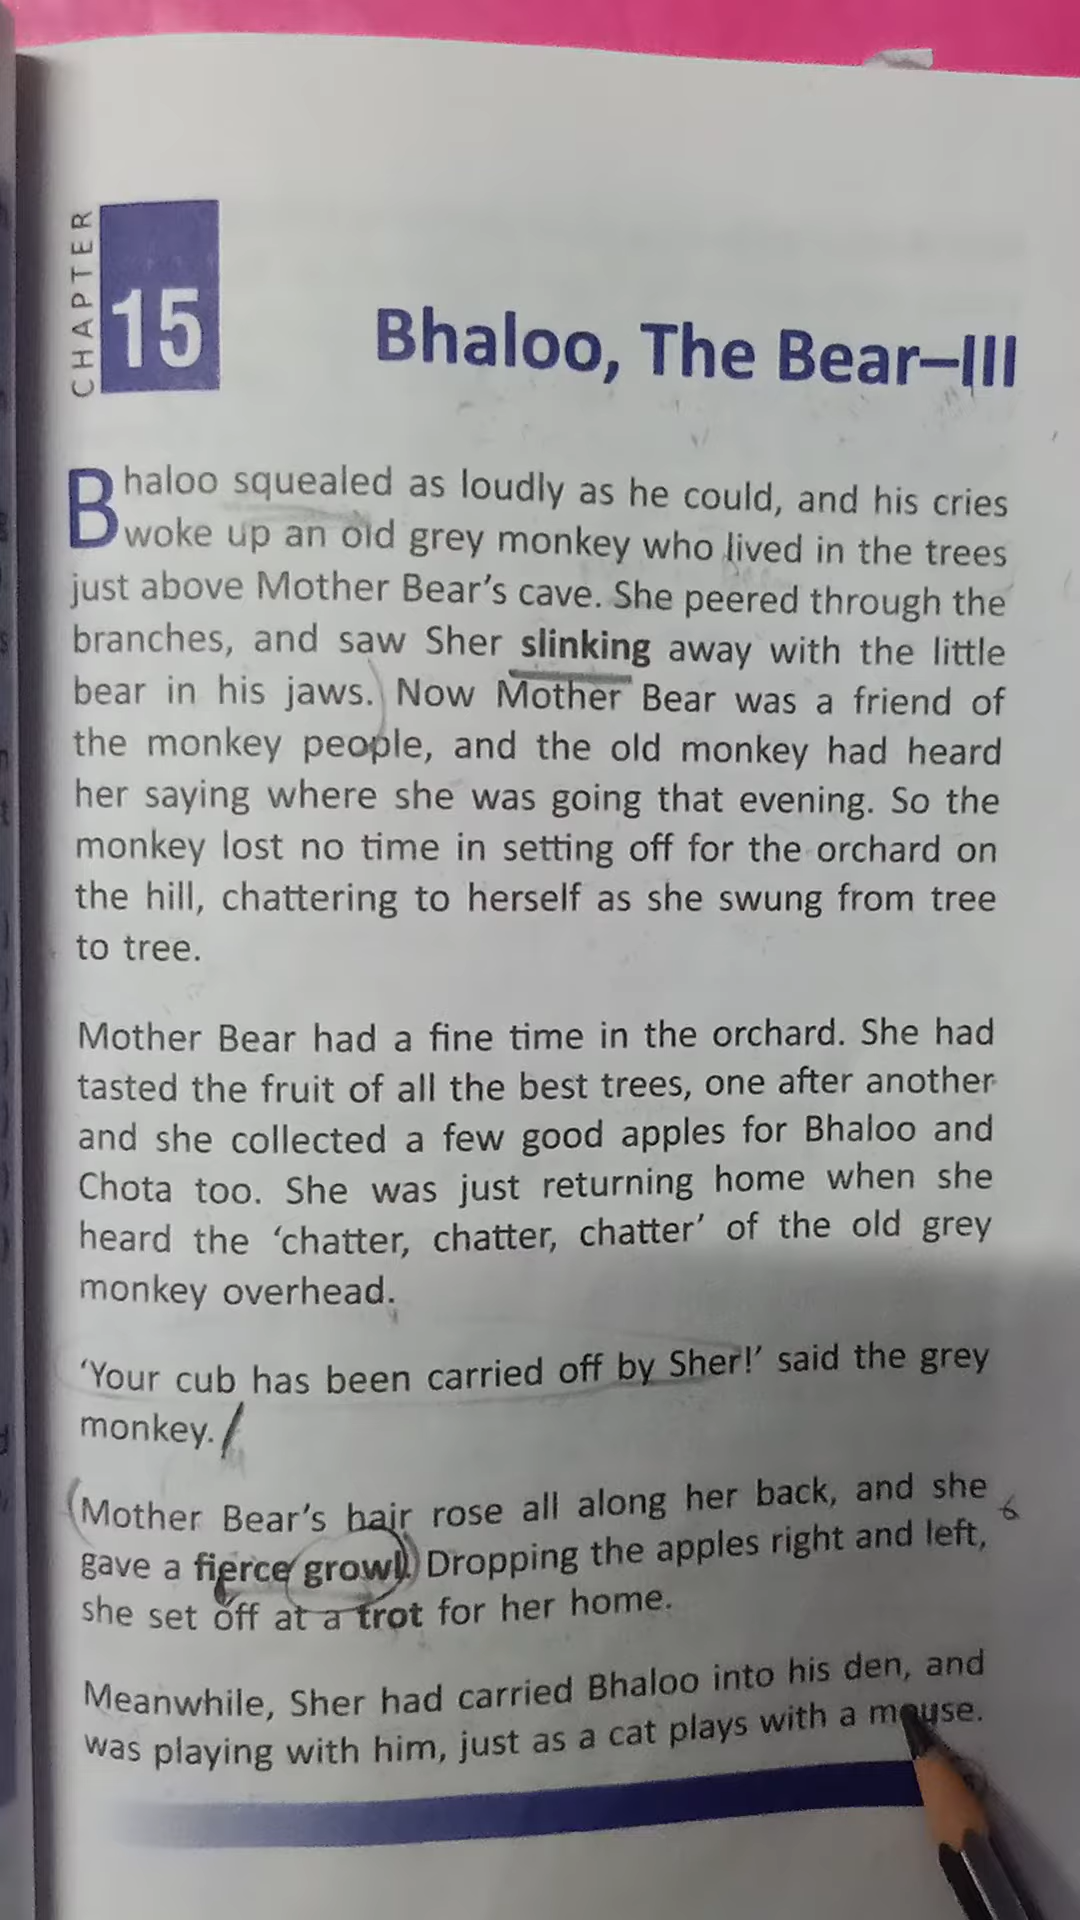 CHAPTER
15
Bhaloo, The Bear–III
Bhaloo squealed as loudly as he could, and his cries
woke up an old grey monkey who lived in the trees
just above Mother Bear’s cave. She peered through the
branches, and saw Sher slinking away with the little
bear in his jaws. Now Mother Bear was a friend of
the monkey people, and the old monkey had heard
her saying where she was going that evening. So the
monkey lost no time in setting off for the orchard on
the hill, chattering to herself as she swung from tree
to tree.
Mother Bear had a fine time in the orchard. She had
tasted the fruit of all the best trees, one after another
and she collected a few good apples for Bhaloo and
Chota too. She was just returning home when she
heard the ‘chatter, chatter, chatter’ of the old grey
monkey overhead.
‘Your cub has been carried off by Sher!’ said the grey
monkey.
Mother Bear’s hair rose all along her back, and she
gave a fierce growl. Dropping the apples right and left,
she set off at a trot for her home.
Meanwhile, Sher had carried Bhaloo into his den, and
was playing with him, just as a cat plays with a mouse.